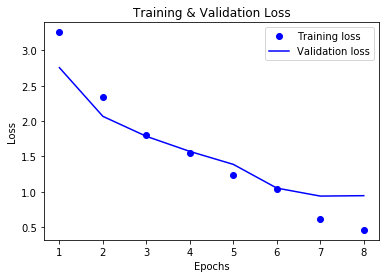 Training & Validation Loss
Training loss
Validation loss
Loss
3.0
2.5
2.0
1.5
1.0
0.5
1 2 3 4 5 6 7 8
Epochs